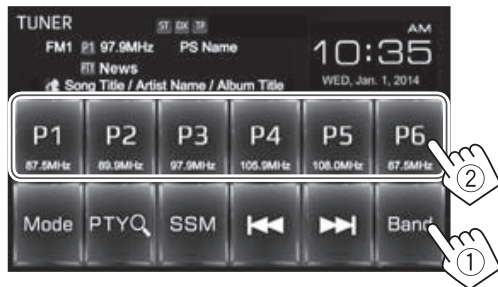 TUNER ST DX TP AM
FM1 P1 97.9MHz PS Name 10:35
PTY News WED, Jan. 1, 2014
Song Title / Artist Name / Album Title
P1 P2 P3 P4 P5 P6
87.5MHz 89.9MHz 97.9MHz 105.9MHz 108.0MHz 87.5MHz
②
Mode PTY SSM Band
①